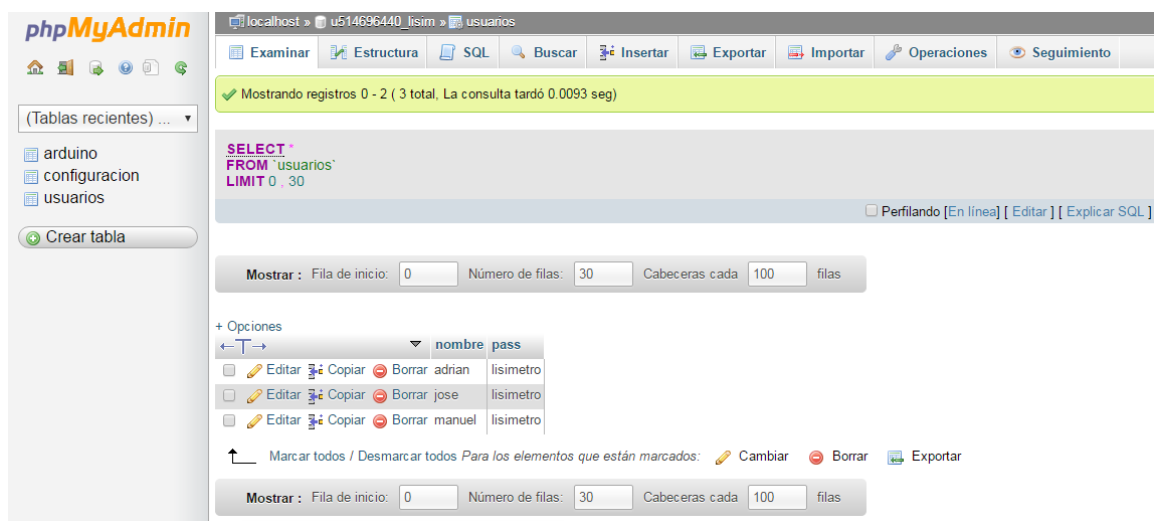 phpMyAdmin
(Tablas recientes) ...
arduino
configuracion
usuarios
Crear tabla
localhost » u514696440_lisim » usuarios
Examinar Estructura SQL Buscar Insertar Exportar Importar Operaciones Seguimiento
Mostrando registros 0 - 2 ( 3 total, La consulta tardó 0.0093 seg)
SELECT *
FROM `usuarios`
LIMIT 0 , 30
Perfilando [En línea] [ Editar ] [ Explicar SQL ]
Mostrar : Fila de inicio: 0 Número de filas: 30 Cabeceras cada 100 filas
+ Opciones
←T→ nombre pass
Editar Copiar Borrar adrian lisimetro
Editar Copiar Borrar jose lisimetro
Editar Copiar Borrar manuel lisimetro
Marcar todos / Desmarcar todos Para los elementos que están marcados: Cambiar Borrar Exportar
Mostrar : Fila de inicio: 0 Número de filas: 30 Cabeceras cada 100 filas